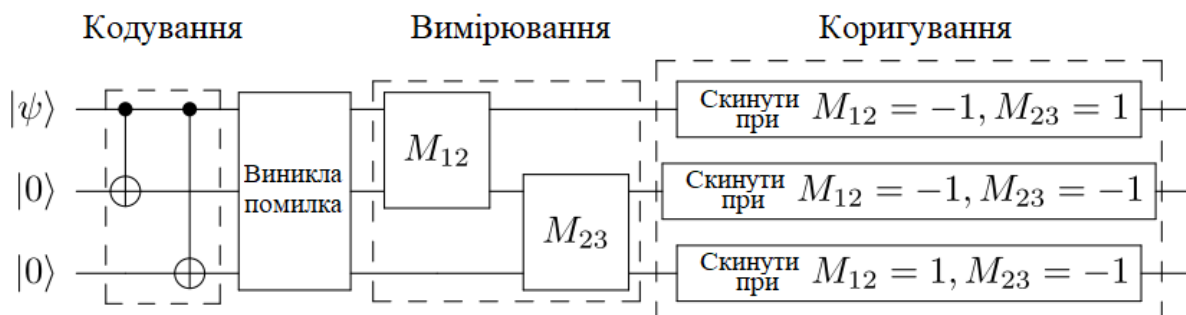 Кодування Вимірювання Коригування
|ψ⟩ M₁₂ Скинути при M₁₂ = −1, M₂₃ = 1
|0⟩ Виникла помилка M₂₃ Скинути при M₁₂ = −1, M₂₃ = −1
|0⟩ Скинути при M₁₂ = 1, M₂₃ = −1